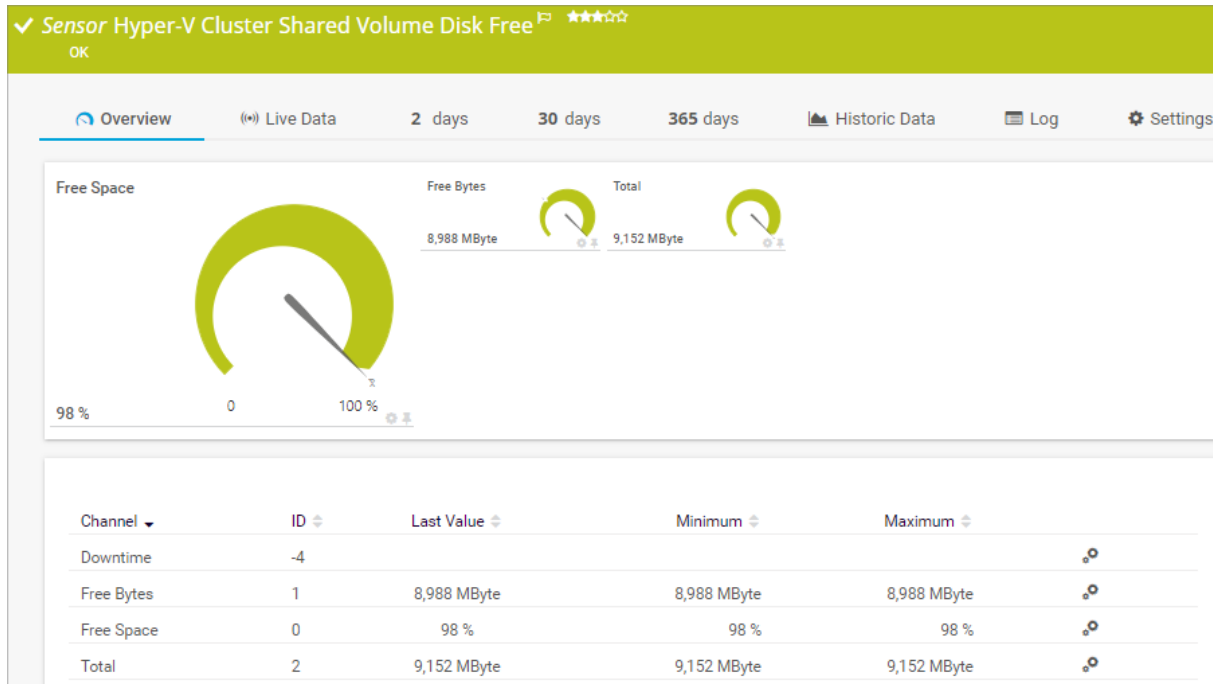 Sensor Hyper-V Cluster Shared Volume Disk Free
OK
Overview Live Data 2 days 30 days 365 days Historic Data Log Settings
Free Space
98 %
0 100 %
Free Bytes
8,988 MByte
Total
9,152 MByte
Channel ID Last Value Minimum Maximum
Downtime -4
Free Bytes 1 8,988 MByte 8,988 MByte 8,988 MByte
Free Space 0 98 % 98 % 98 %
Total 2 9,152 MByte 9,152 MByte 9,152 MByte